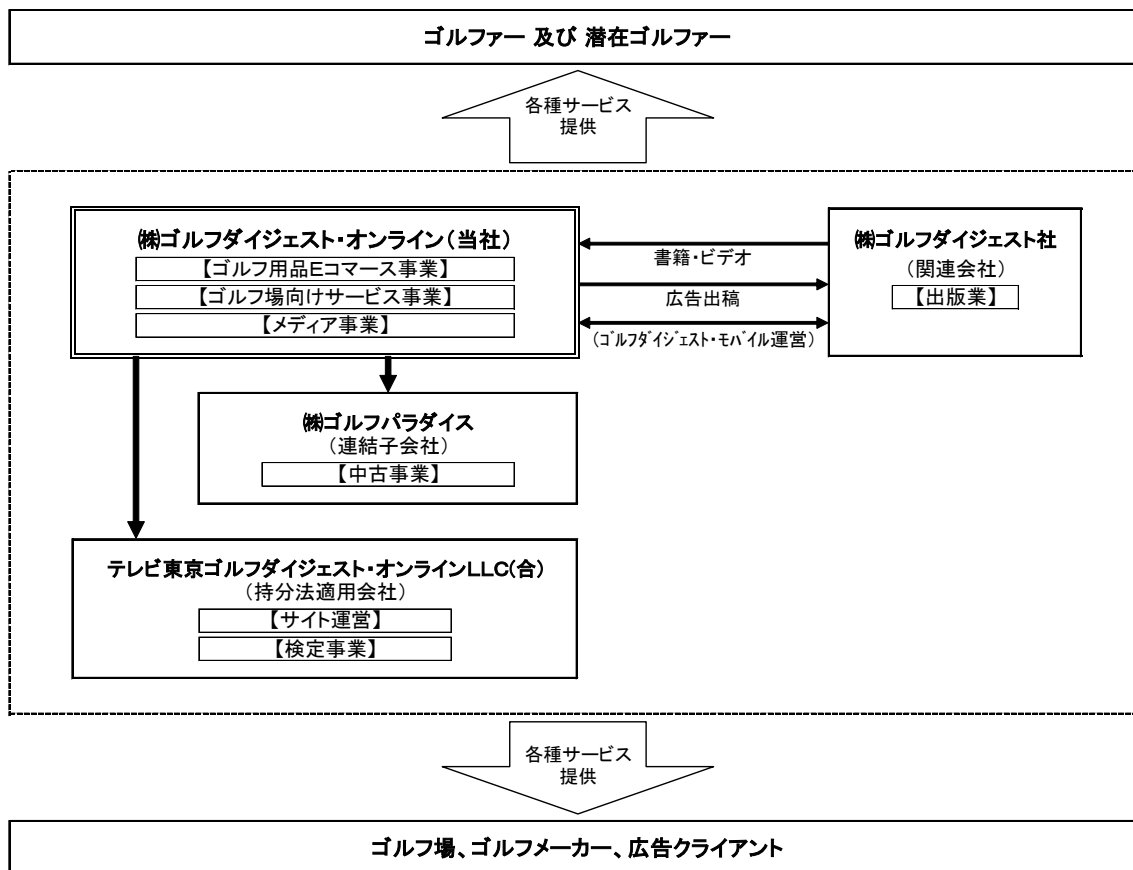 ゴルファー 及び 潜在ゴルファー
各種サービス
提供
㈱ゴルフダイジェスト・オンライン(当社)
【ゴルフ用品Eコマース事業】
【ゴルフ場向けサービス事業】
【メディア事業】
書籍・ビデオ
広告出稿
(ｺﾞﾙﾌﾀﾞｲｼﾞｪｽﾄ・ﾓﾊﾞｲﾙ運営)
㈱ゴルフダイジェスト社
(関連会社)
【出版業】
㈱ゴルフパラダイス
(連結子会社)
【中古事業】
テレビ東京ゴルフダイジェスト・オンラインLLC(合)
(持分法適用会社)
【サイト運営】
【検定事業】
各種サービス
提供
ゴルフ場、ゴルフメーカー、広告クライアント